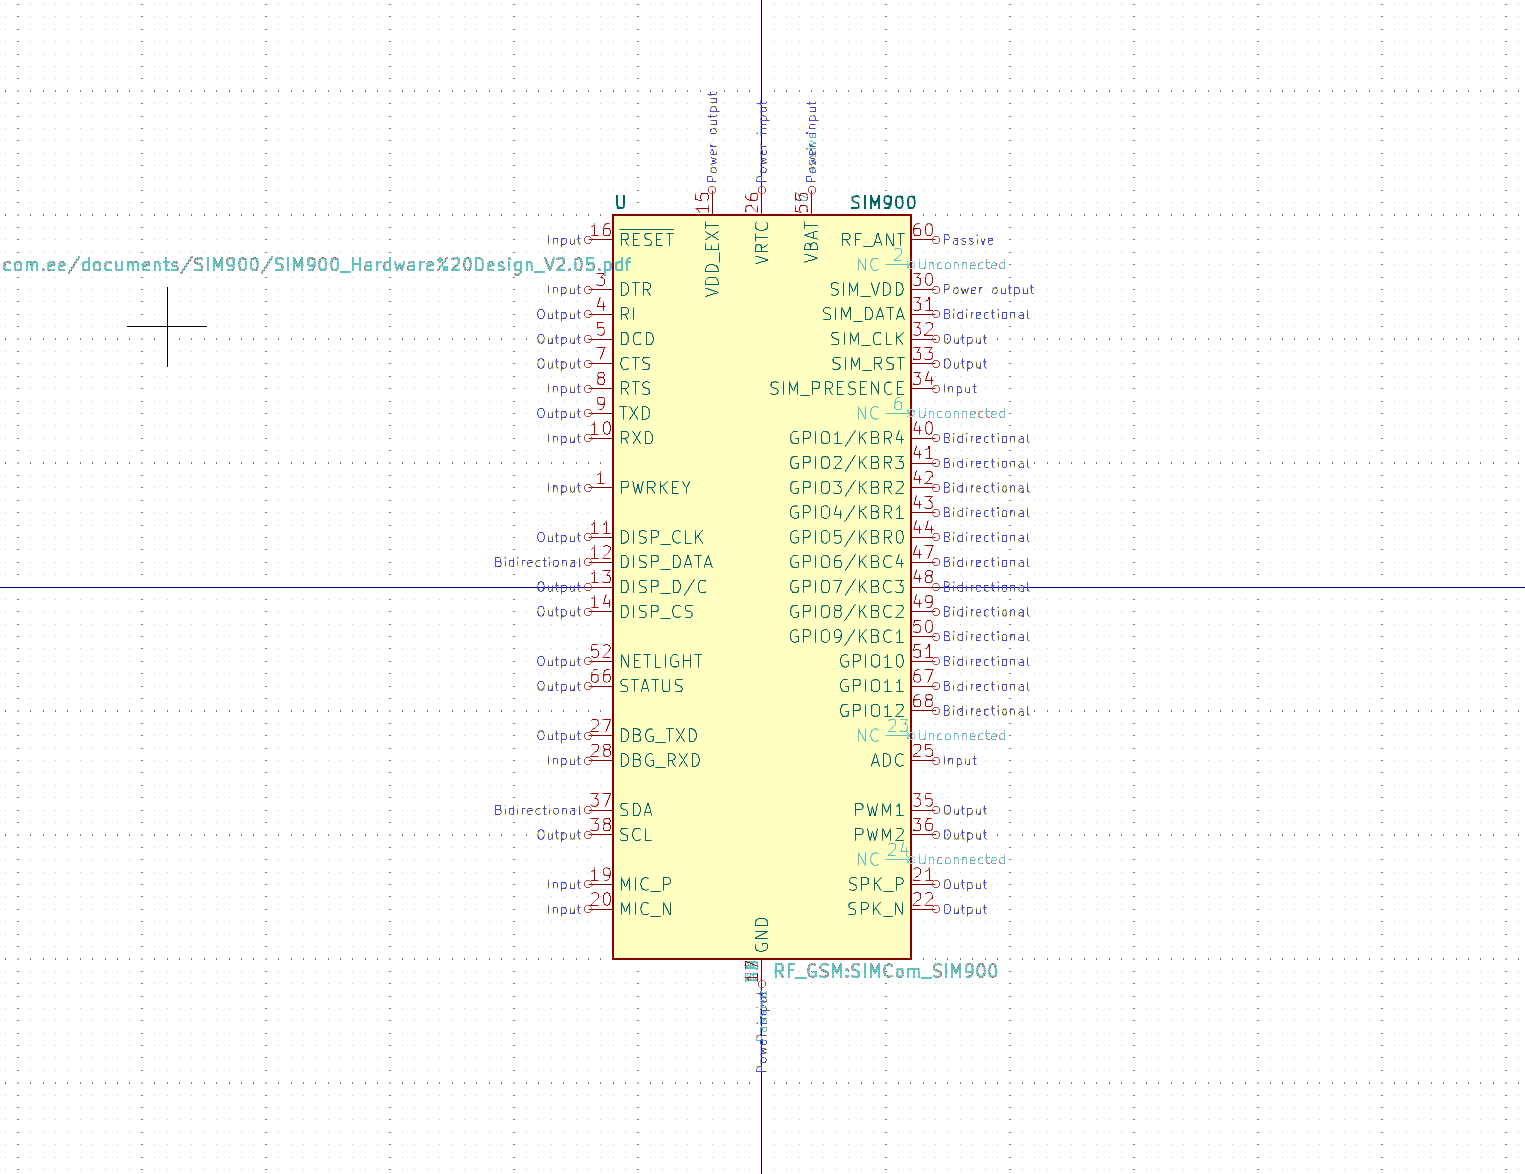 Power output
Power input
15
26
U
SIM900
VDD_EXT
VRTC
VBAT
Input 16 RESET
RF_ANT 60 Passive
com.ee/documents/SIM900/SIM900_Hardware%20Design_V2.05.pdf
NC 2 Unconnected
Input 3 DTR
SIM_VDD 30 Power output
Output 4 RI
SIM_DATA 31 Bidirectional
Output 5 DCD
SIM_CLK 32 Output
Output 7 CTS
SIM_RST 33 Output
Input 8 RTS
SIM_PRESENCE 34 Input
Output 9 TXD
NC 6 Unconnected
Input 10 RXD
GPIO1/KBR4 40 Bidirectional
GPIO2/KBR3 41 Bidirectional
Input 1 PWRKEY
GPIO3/KBR2 42 Bidirectional
GPIO4/KBR1 43 Bidirectional
Output 11 DISP_CLK
GPIO5/KBR0 44 Bidirectional
Bidirectional 12 DISP_DATA
GPIO6/KBC4 47 Bidirectional
Output 13 DISP_D/C
GPIO7/KBC3 48 Bidirectional
Output 14 DISP_CS
GPIO8/KBC2 49 Bidirectional
GPIO9/KBC1 50 Bidirectional
Output 52 NETLIGHT
GPIO10 51 Bidirectional
Output 66 STATUS
GPIO11 67 Bidirectional
GPIO12 68 Bidirectional
Output 27 DBG_TXD
NC 23 Unconnected
Input 28 DBG_RXD
ADC 25 Input
Bidirectional 37 SDA
PWM1 35 Output
Output 38 SCL
PWM2 36 Output
NC 24 Unconnected
Input 19 MIC_P
SPK_P 21 Output
Input 20 MIC_N
SPK_N 22 Output
GND
RF_GSM:SIMCom_SIM900